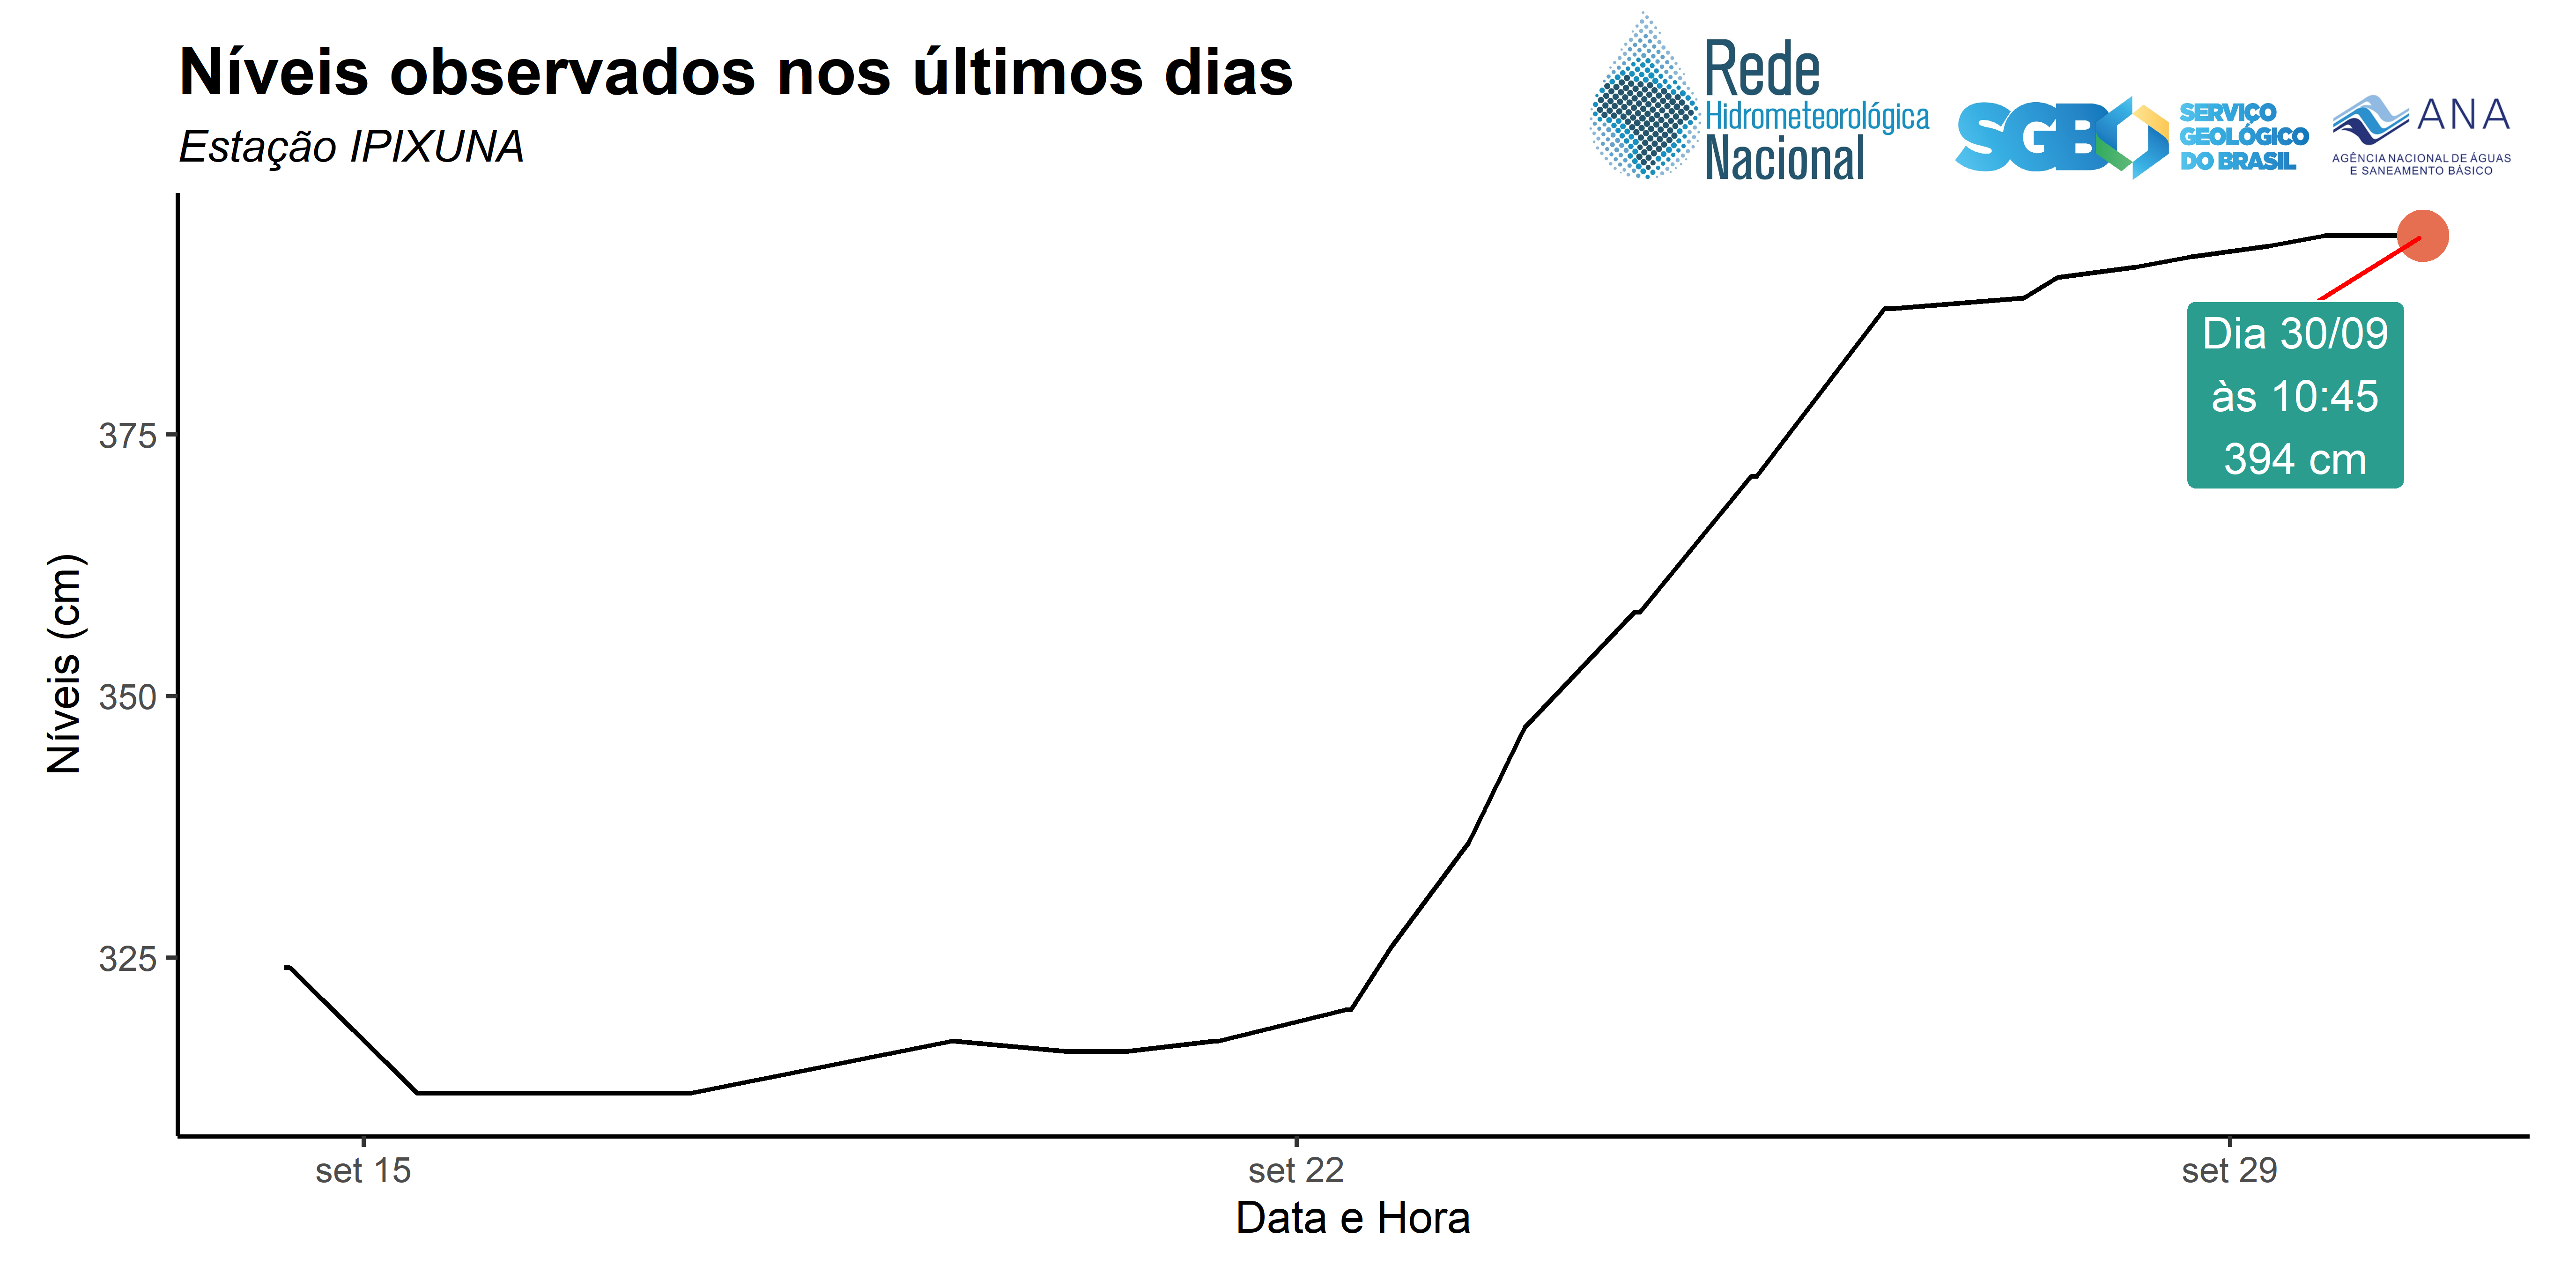 Níveis observados nos últimos dias
Estação IPIXUNA
Rede
Hidrometeorológica
Nacional
SGB
SERVIÇO
GEOLÓGICO
DO BRASIL
ANA
AGÊNCIA NACIONAL DE ÁGUAS
E SANEAMENTO BÁSICO
Dia 30/09
às 10:45
394 cm
Níveis (cm)
375
350
325
set 15
set 22
set 29
Data e Hora